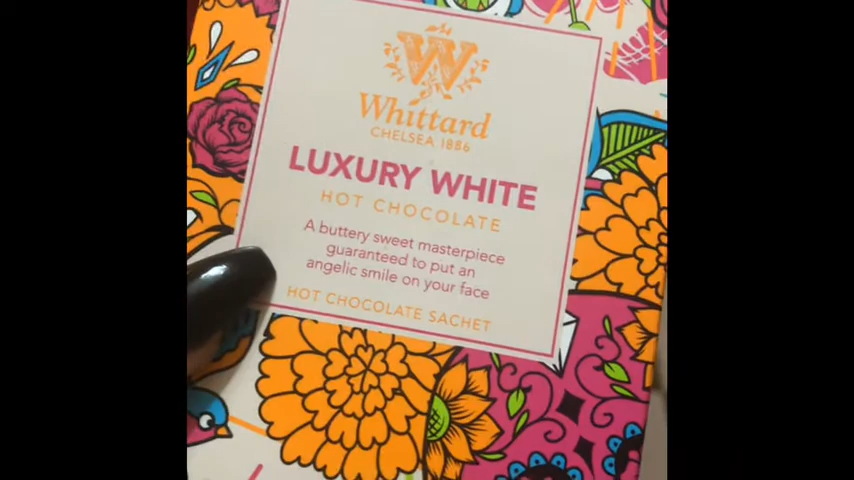 W
Whittard
CHELSEA 1886
LUXURY WHITE
HOT CHOCOLATE
A buttery sweet masterpiece
guaranteed to put an
angelic smile on your face
HOT CHOCOLATE SACHET